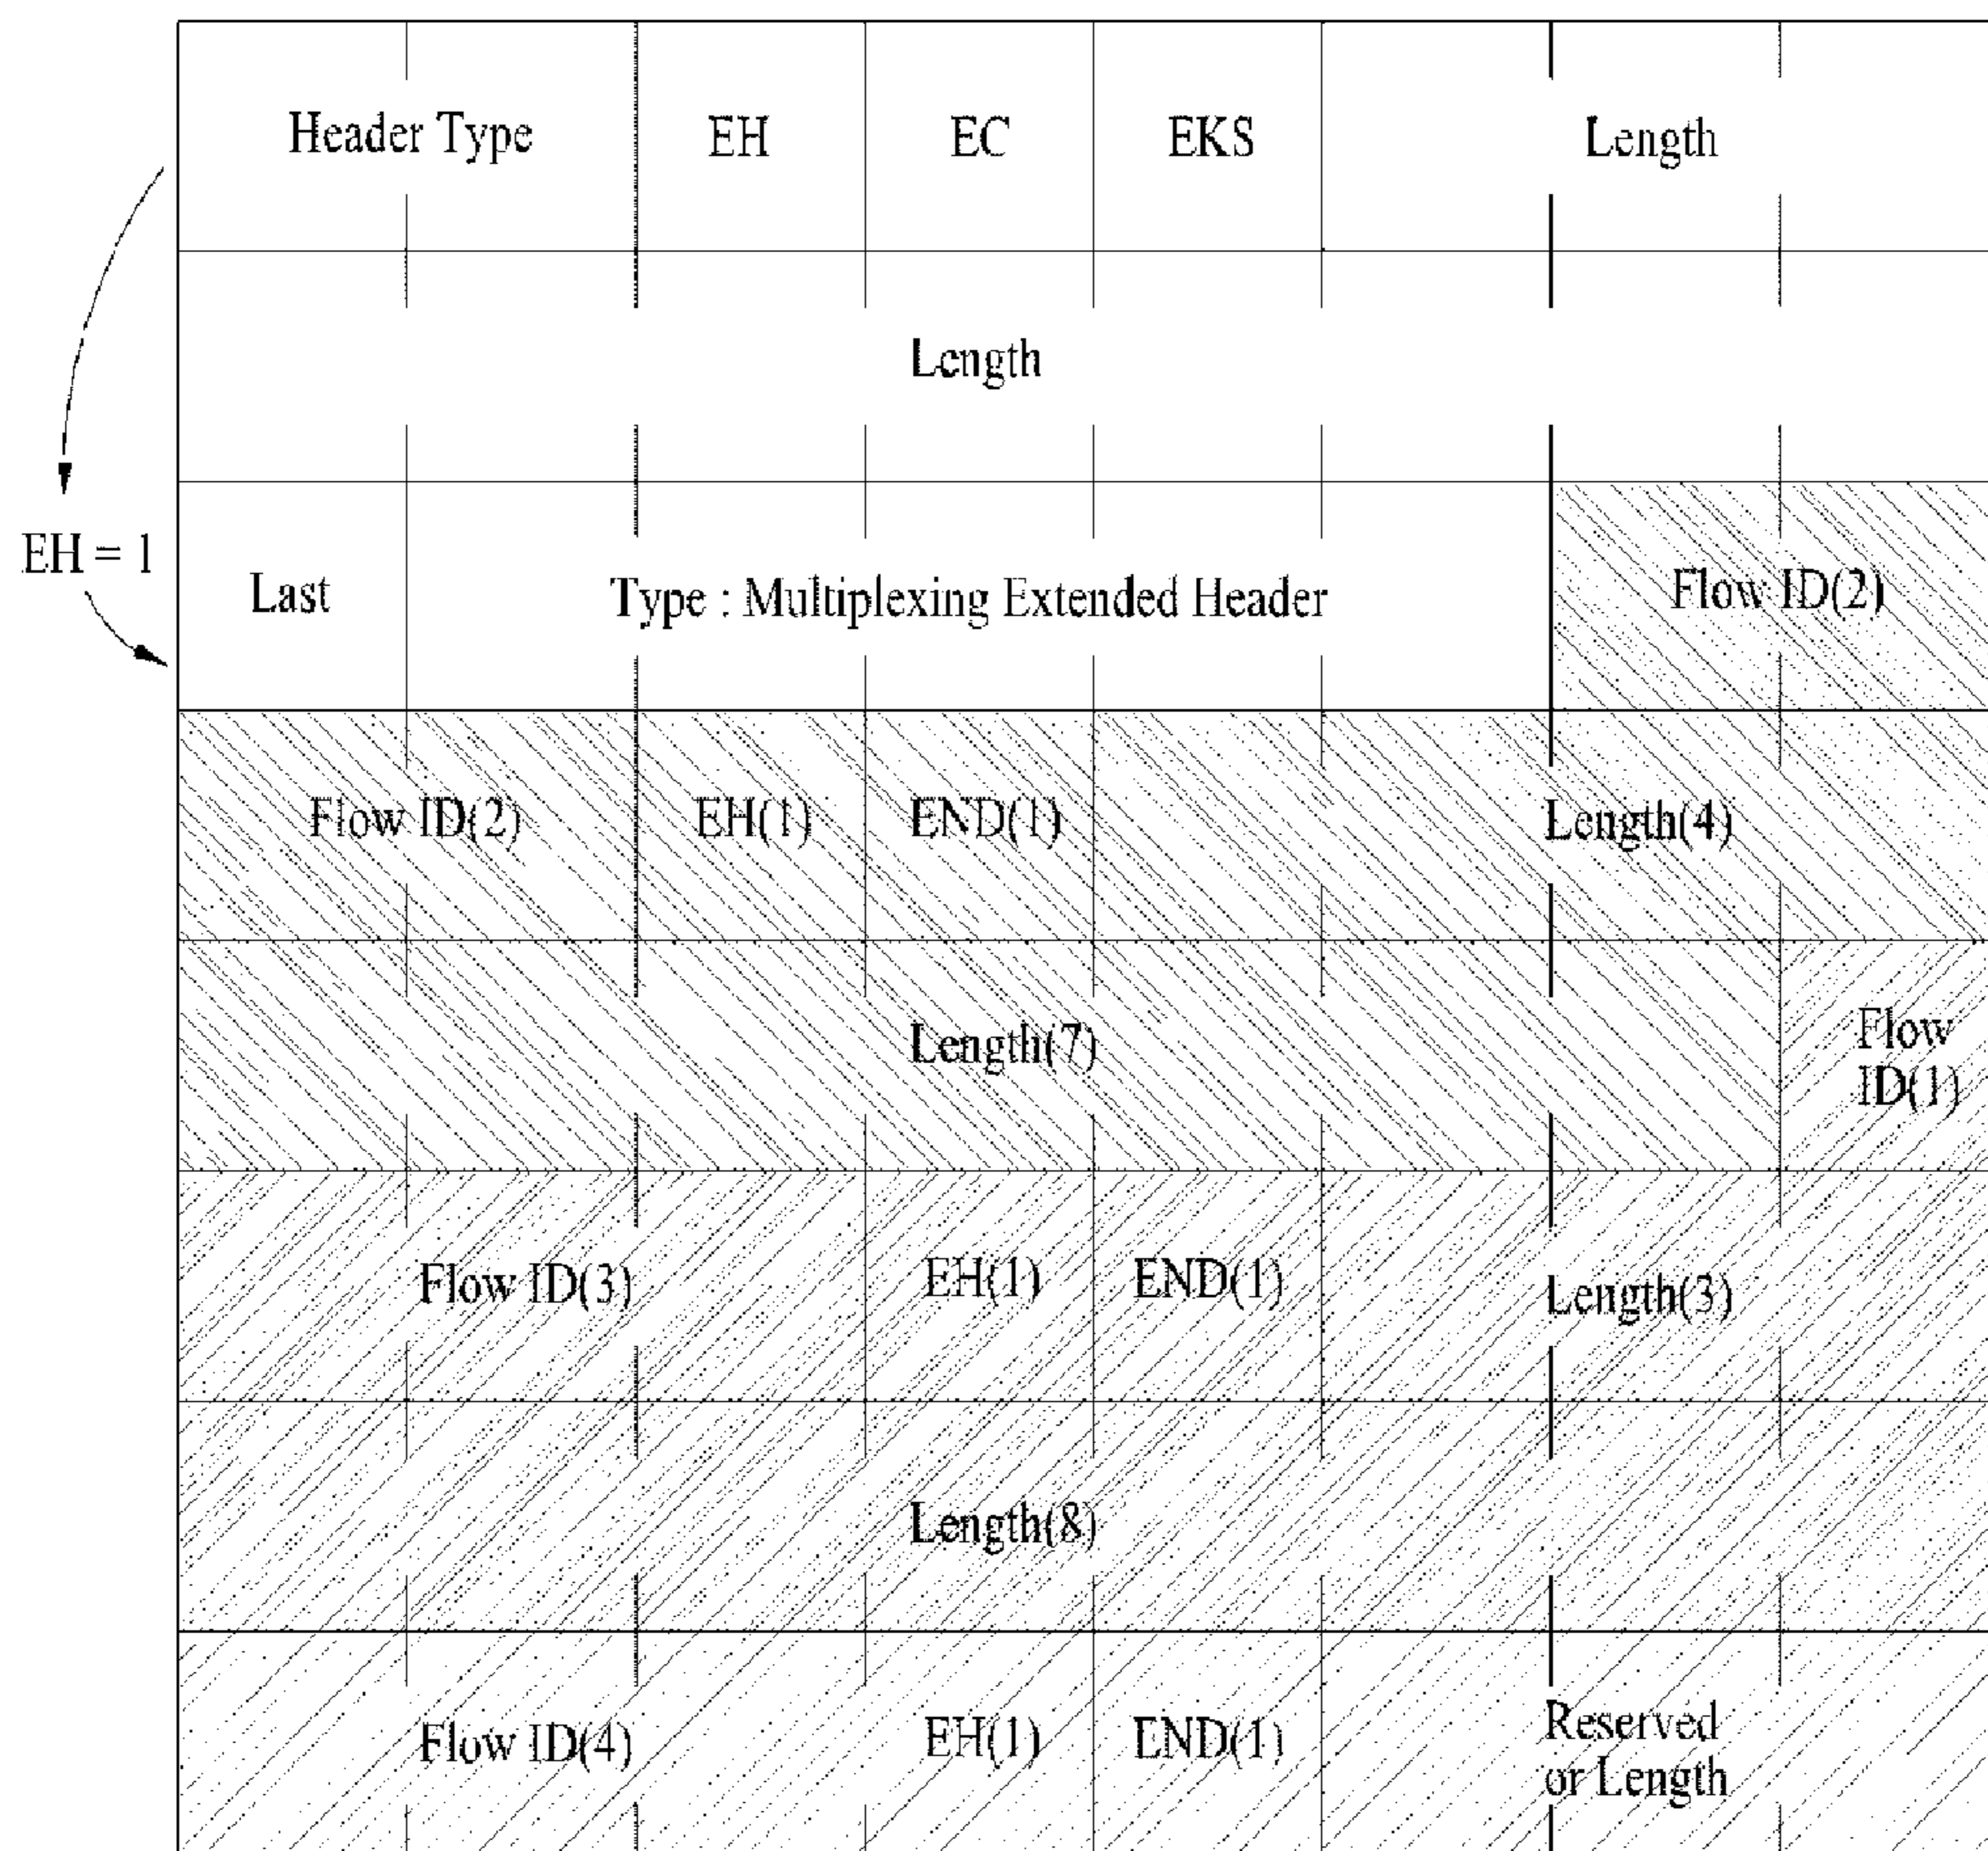 Header Type
EH
EC
EKS
Length
Length
EH = 1
Last
Type : Multiplexing Extended Header
Flow ID(2)
Flow ID(2)
EH(1)
END(1)
Length(4)
Length(7)
Flow
ID(1)
Flow ID(3)
EH(1)
END(1)
Length(3)
Length(8)
Flow ID(4)
EH(1)
END(1)
Reserved
or Length